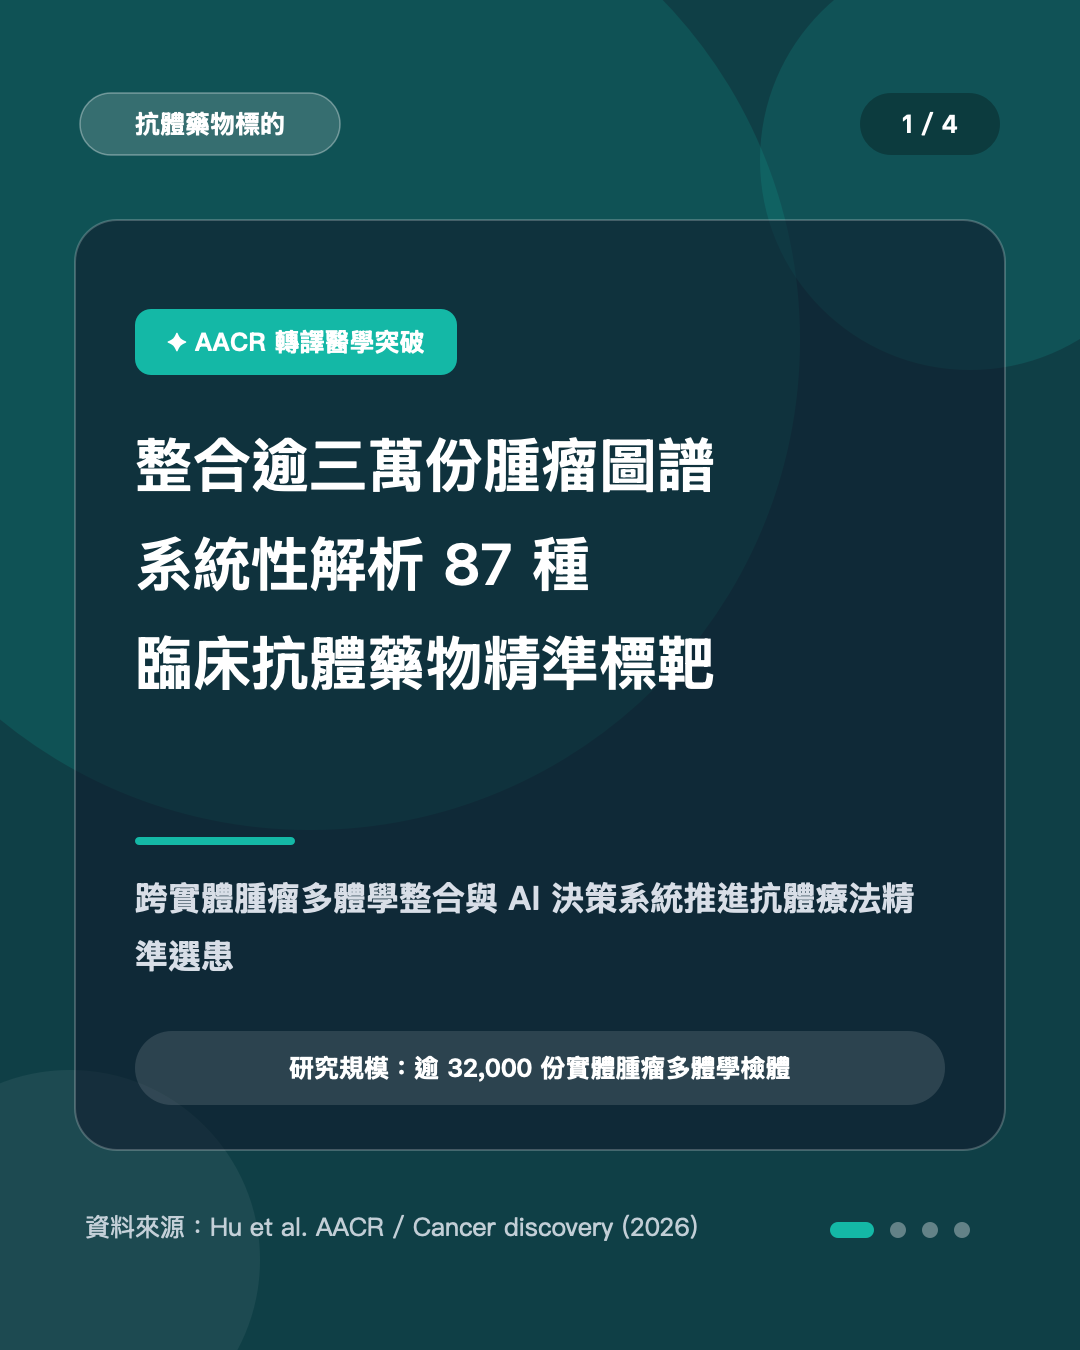 抗體藥物標的
1 / 4
✦ AACR 轉譯醫學突破
整合逾三萬份腫瘤圖譜
系統性解析 87 種
臨床抗體藥物精準標靶
跨實體腫瘤多體學整合與 AI 決策系統推進抗體療法精
準選患
研究規模：逾 32,000 份實體腫瘤多體學檢體
資料來源：Hu et al. AACR / Cancer discovery (2026)